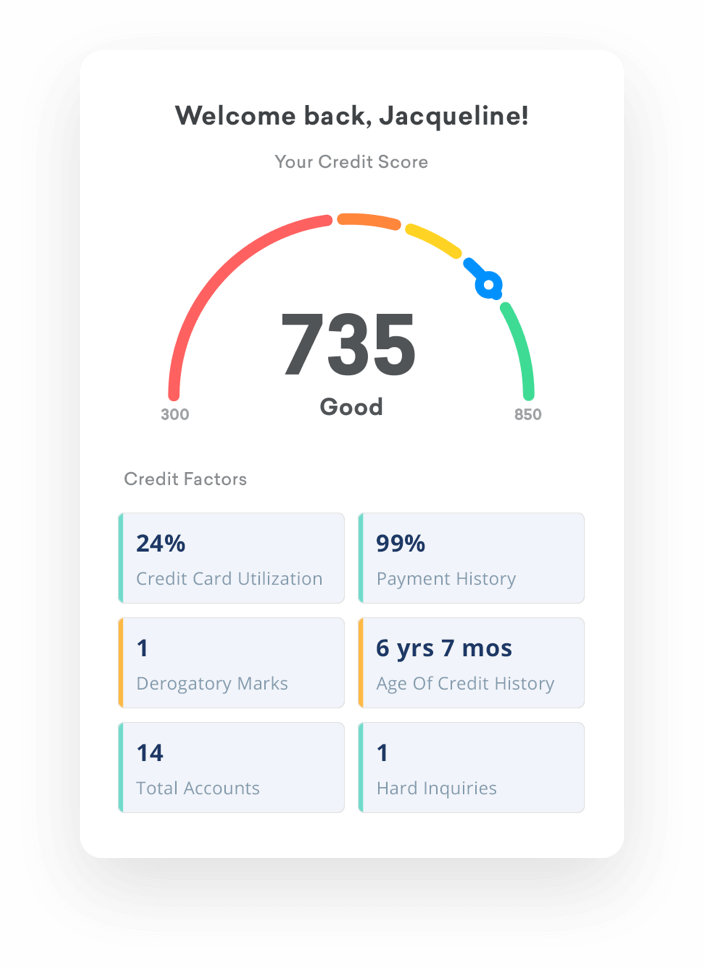 Welcome back, Jacqueline!
Your Credit Score
735
Good
300
850
Credit Factors
24%
Credit Card Utilization
99%
Payment History
1
Derogatory Marks
6 yrs 7 mos
Age Of Credit History
14
Total Accounts
1
Hard Inquiries